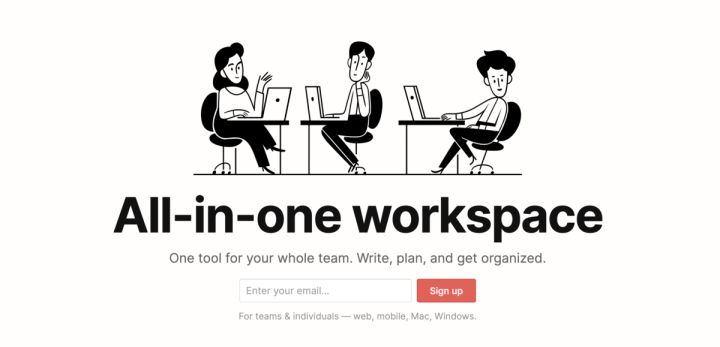 All-in-one workspace
One tool for your whole team. Write, plan, and get organized.
Enter your email...
Sign up
For teams & individuals — web, mobile, Mac, Windows.